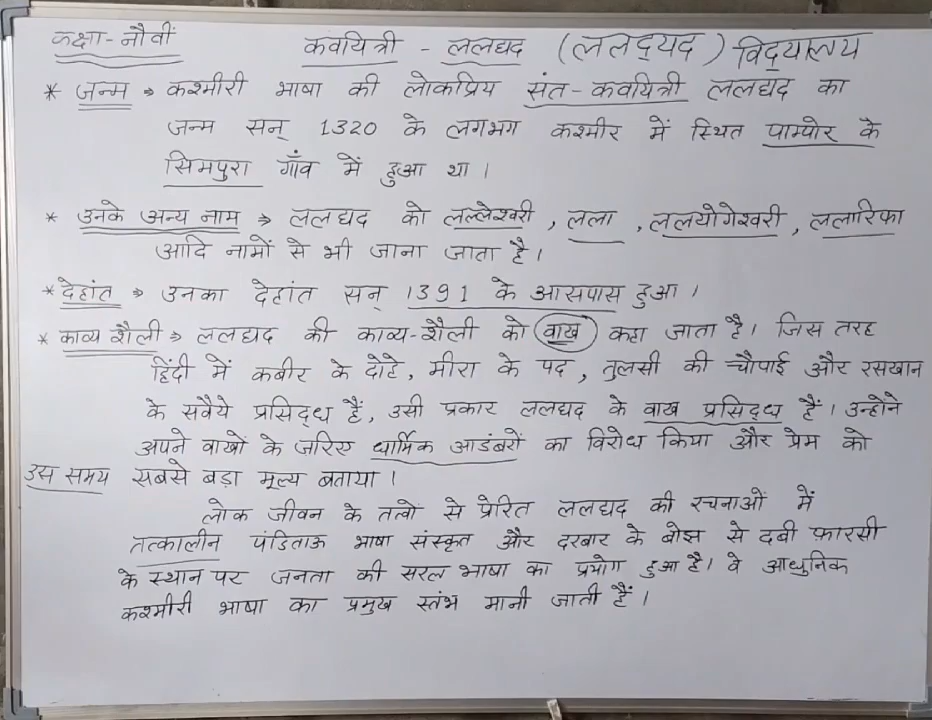 कक्षा-नौवीं
कवयित्री - ललद्यद (ललद्‌यद) विद्‌यालय
* जन्म ⇒ कश्मीरी भाषा की लोकप्रिय संत-कवयित्री ललद्यद का
जन्म सन् 1320 के लगभग कश्मीर में स्थित पाम्पोर के
सिमपुरा गाँव में हुआ था।
* उनके अन्य नाम ⇒ ललद्यद को लल्लेश्वरी, लला, ललयोगेश्वरी, ललारिफा
आदि नामों से भी जाना जाता है।
* देहांत ⇒ उनका देहांत सन् 1391 के आसपास हुआ।
* काव्य शैली ⇒ ललद्यद की काव्य-शैली को वाख कहा जाता है। जिस तरह
हिंदी में कबीर के दोहे, मीरा के पद, तुलसी की चौपाई और रसखान
के सवैये प्रसिद्‌ध हैं, उसी प्रकार ललद्यद के वाख प्रसिद्‌ध हैं। उन्होंने
अपने वाखों के जरिए धार्मिक आडंबरों का विरोध किया और प्रेम को
उस समय सबसे बड़ा मूल्य बताया।
लोक जीवन के तत्वो से प्रेरित ललद्यद की रचनाओं में
तत्कालीन पंडिताऊ भाषा संस्कृत और दरबार के बोझ से दबी फ़ारसी
के स्थान पर जनता की सरल भाषा का प्रयोग हुआ है। वे आधुनिक
कश्मीरी भाषा का प्रमुख स्तंभ मानी जाती हैं।